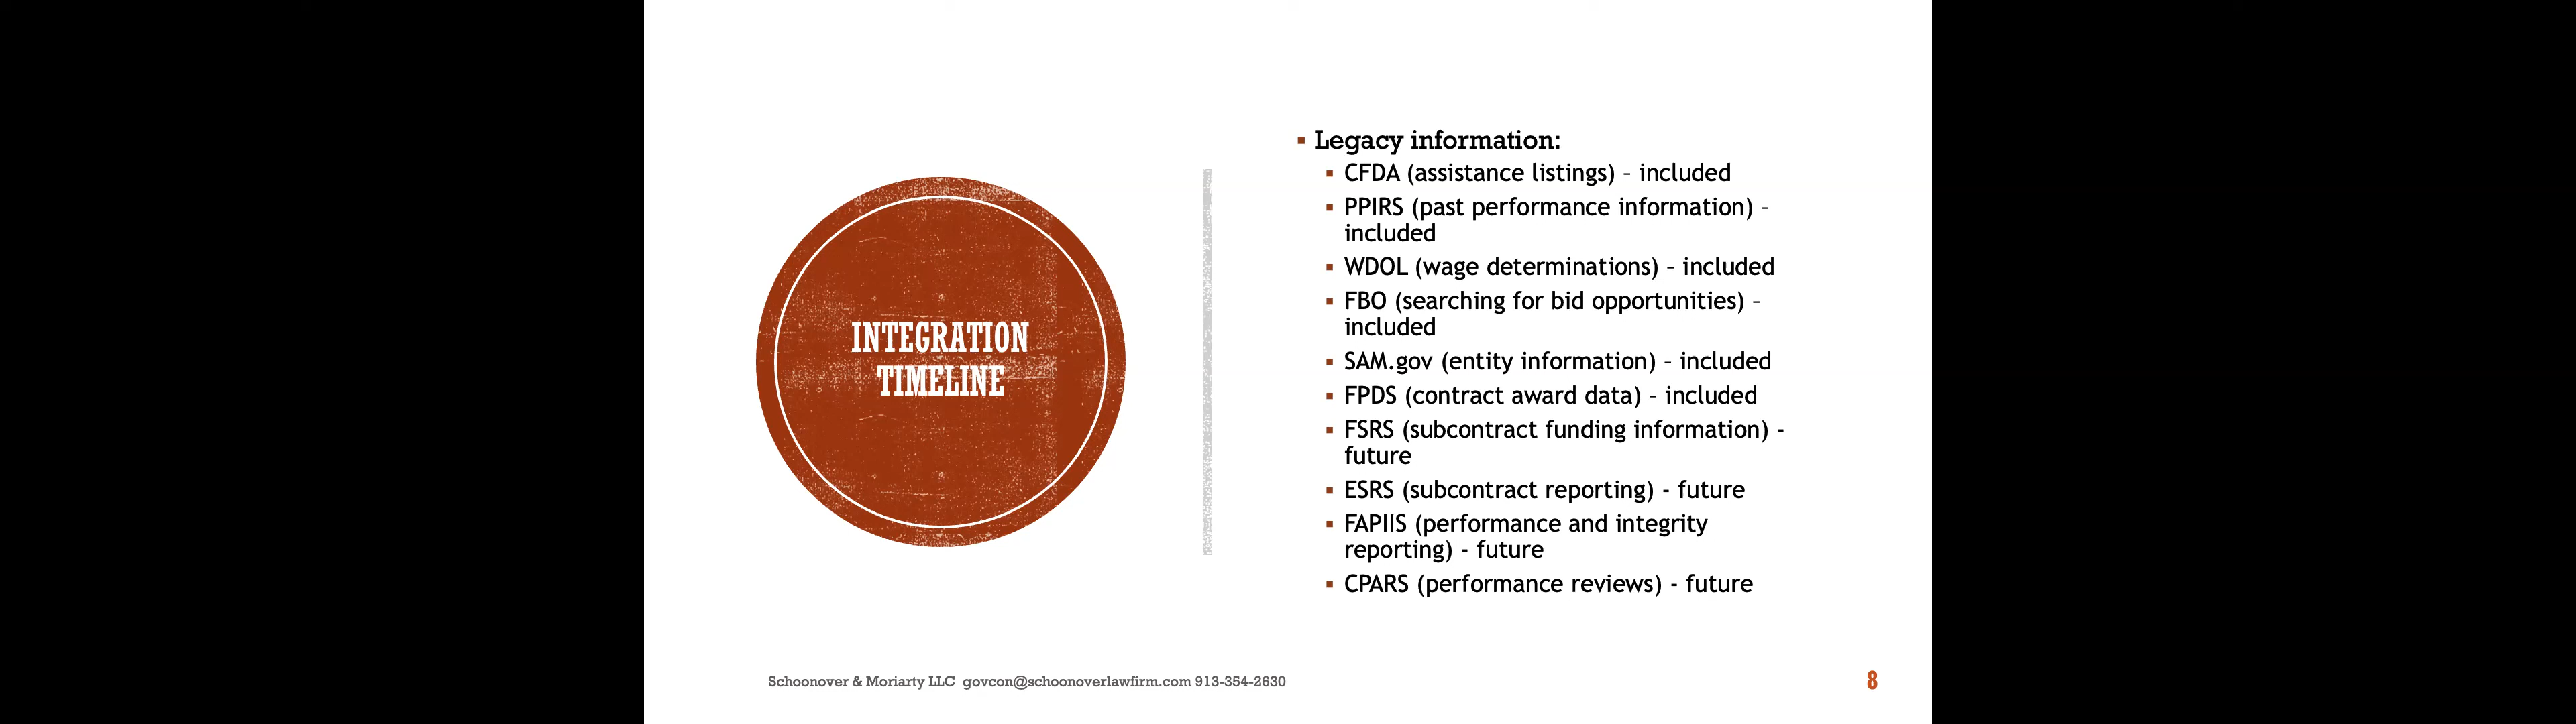 INTEGRATION
TIMELINE
Legacy information:
CFDA (assistance listings) – included
PPIRS (past performance information) –
included
WDOL (wage determinations) – included
FBO (searching for bid opportunities) –
included
SAM.gov (entity information) – included
FPDS (contract award data) – included
FSRS (subcontract funding information) -
future
ESRS (subcontract reporting) - future
FAPIIS (performance and integrity
reporting) - future
CPARS (performance reviews) - future
Schoonover & Moriarty LLC govcon@schoonoverlawfirm.com 913-354-2630
8